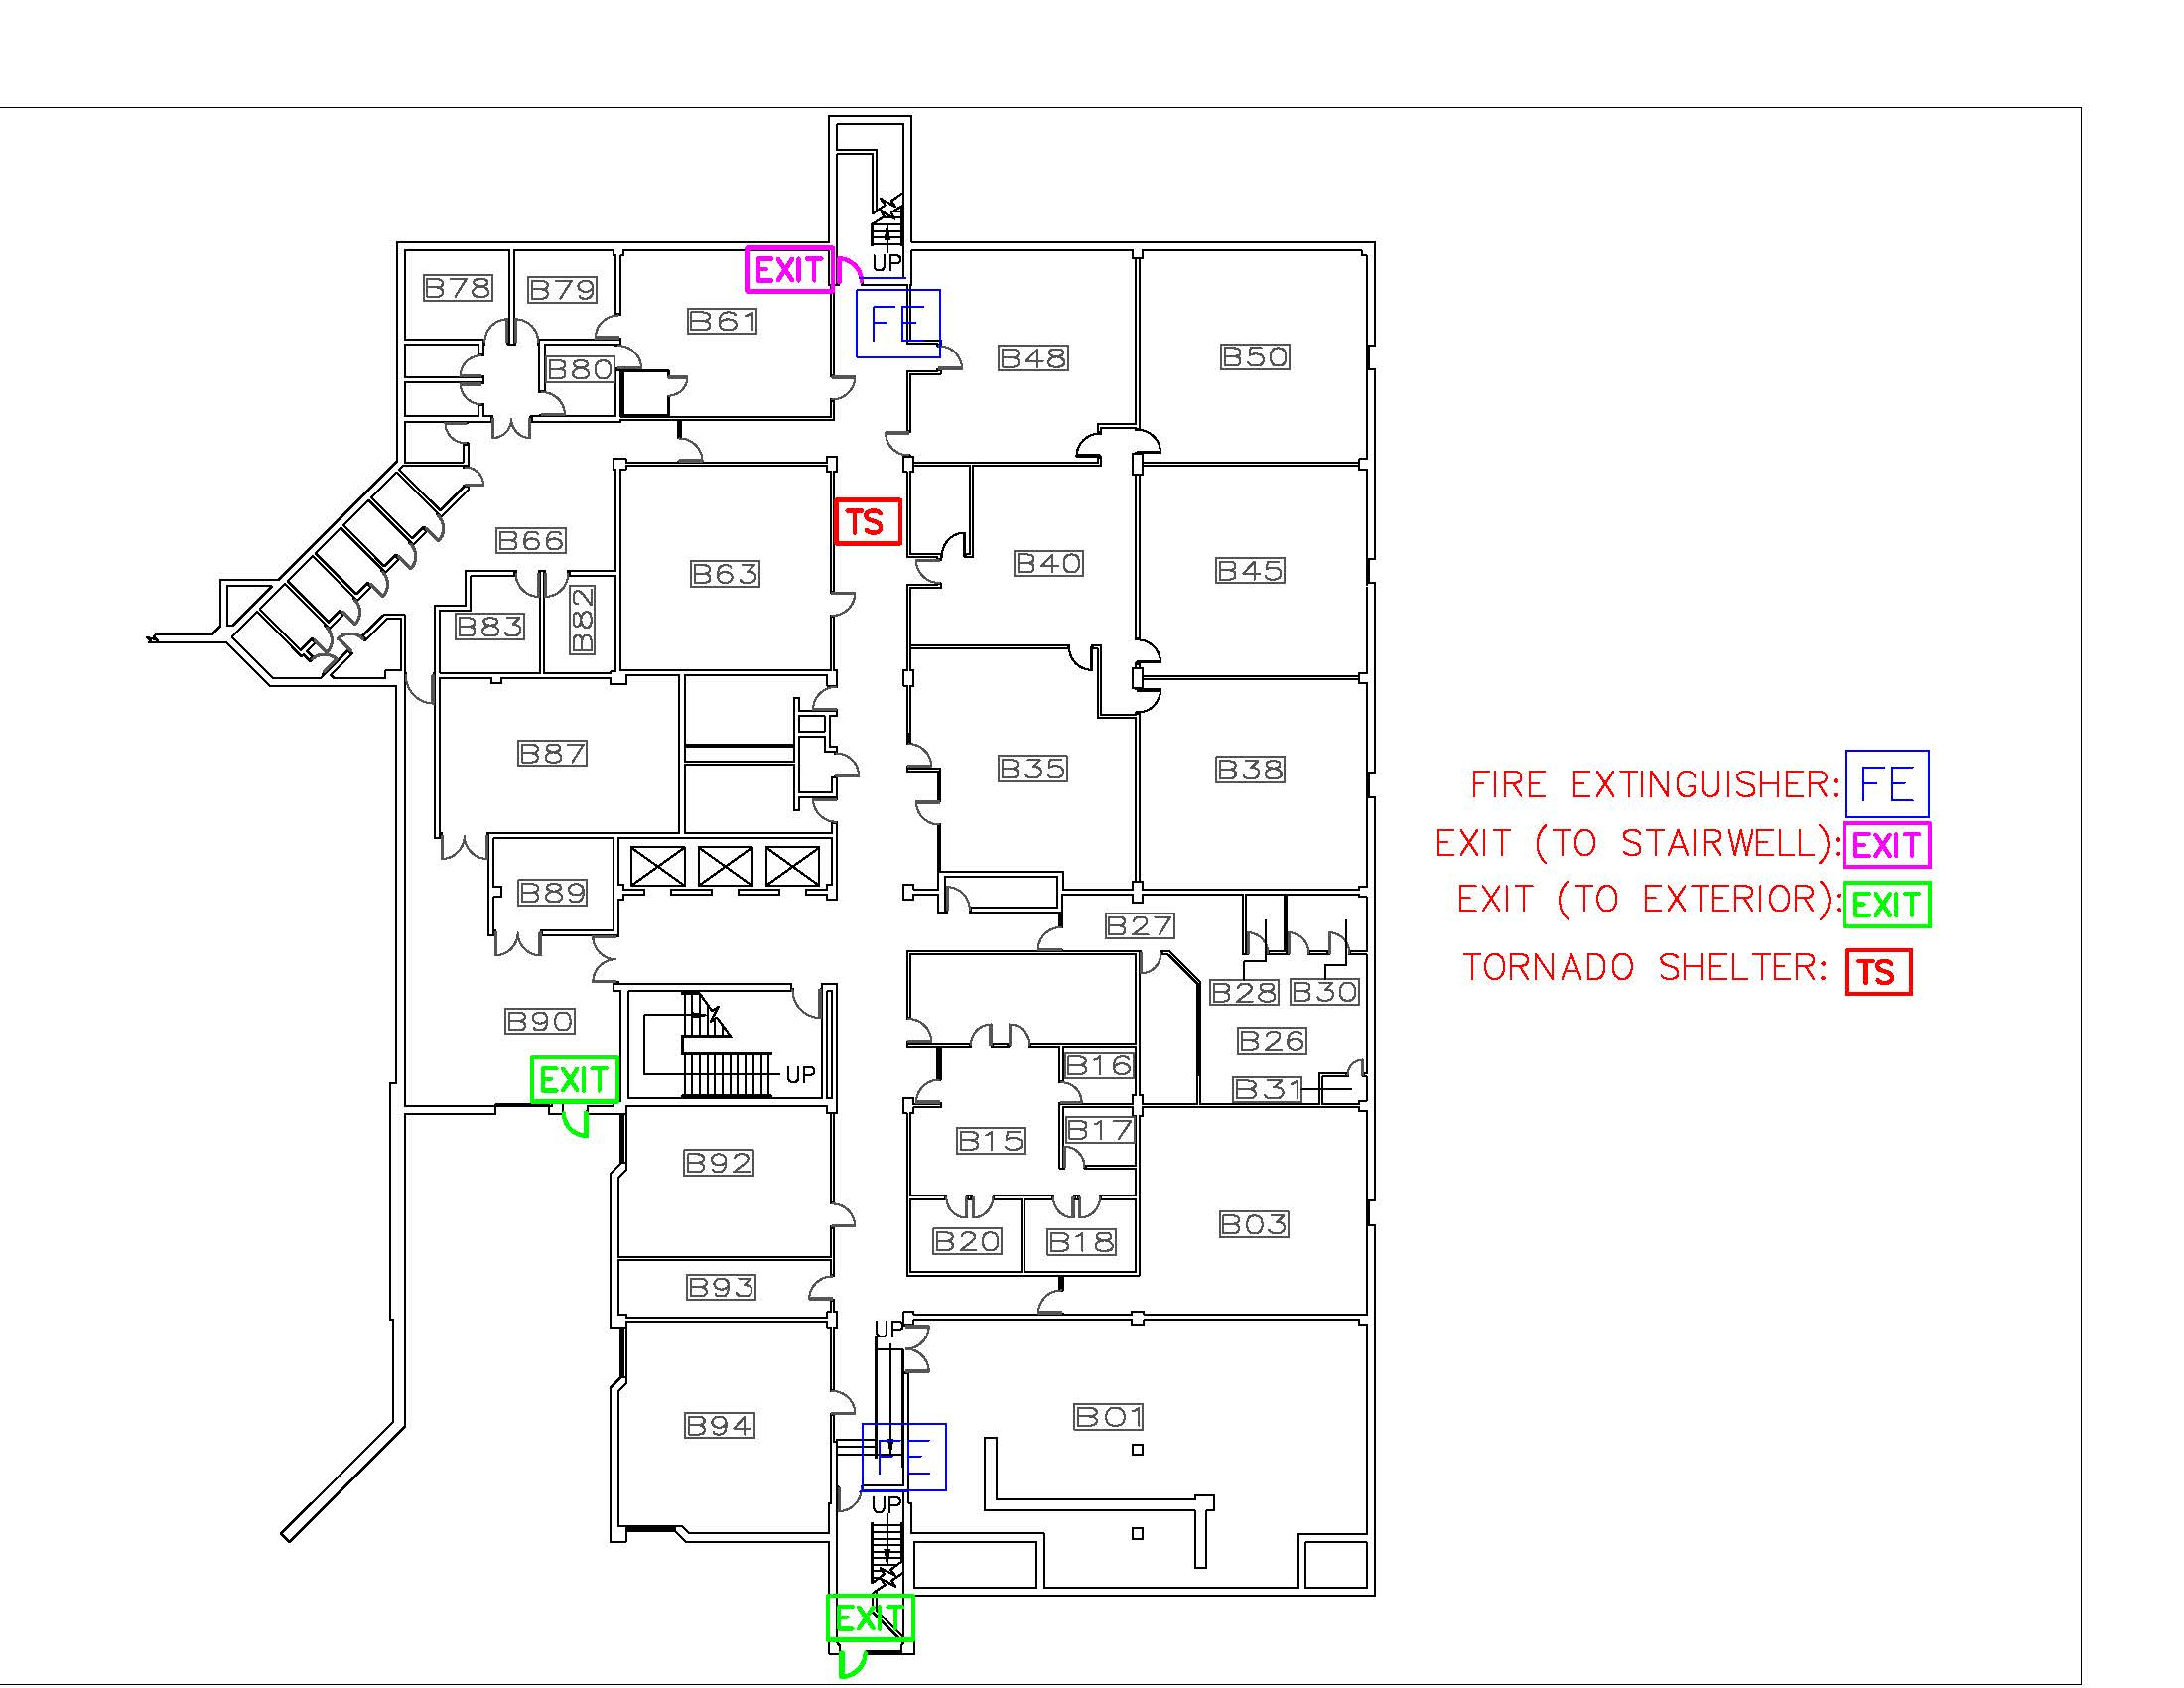 UP
EXIT
B78
B79
B61
FE
B48
B50
B80
TS
B66
B63
B40
B45
B83
B82
B87
B35
B38
FIRE EXTINGUISHER: FE
EXIT (TO STAIRWELL): EXIT
EXIT (TO EXTERIOR): EXIT
TORNADO SHELTER: TS
B89
B27
B28
B30
B90
B26
EXIT
UP
B16
B31
B92
B15
B17
B03
B20
B18
B93
UP
B94
B01
FE
UP
EXIT